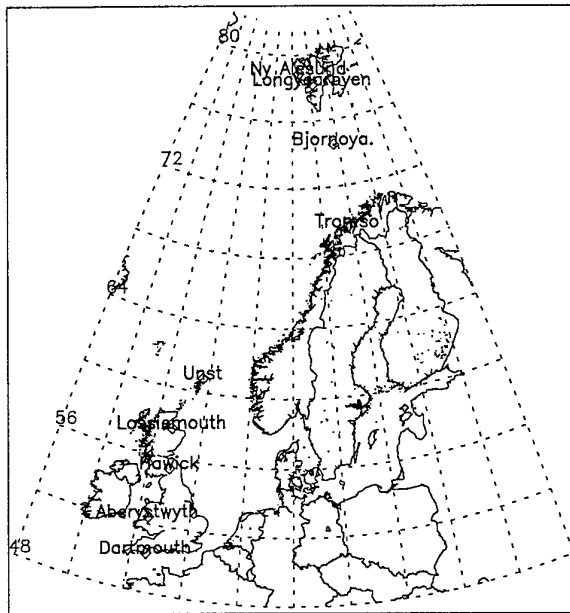 80
Ny Alesund
Longyearbyen
Bjornoya.
72
Tromso
64
Unst
56
Lossiemouth
Hawick
Aberystwyth
48
Dartmouth